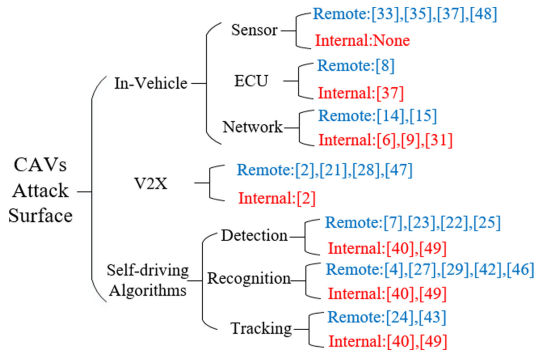 Remote:[33],[35],[37],[48]
Sensor
Internal:None
In-Vehicle
Remote:[8]
ECU
Internal:[37]
Remote:[14],[15]
Network
Internal:[6],[9],[31]
CAVs
Attack
Surface
Remote:[2],[21],[28],[47]
V2X
Internal:[2]
Remote:[7],[23],[22],[25]
Detection
Internal:[40],[49]
Self-driving
Algorithms
Remote:[4],[27],[29],[42],[46]
Recognition
Internal:[40],[49]
Remote:[24],[43]
Tracking
Internal:[40],[49]